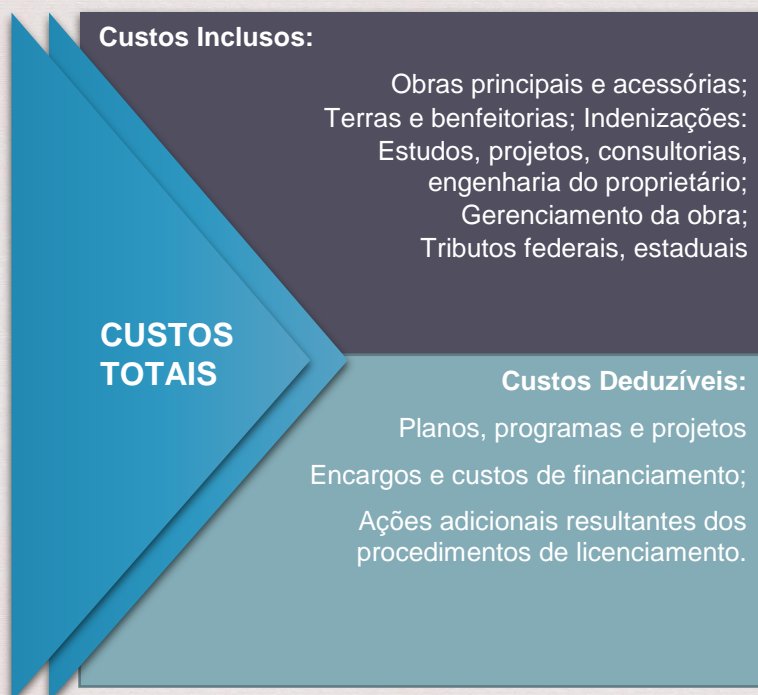 Custos Inclusos:
Obras principais e acessórias;
Terras e benfeitorias; Indenizações:
Estudos, projetos, consultorias,
engenharia do proprietário;
Gerenciamento da obra;
Tributos federais, estaduais
CUSTOS
TOTAIS
Custos Deduzíveis:
Planos, programas e projetos
Encargos e custos de financiamento;
Ações adicionais resultantes dos
procedimentos de licenciamento.